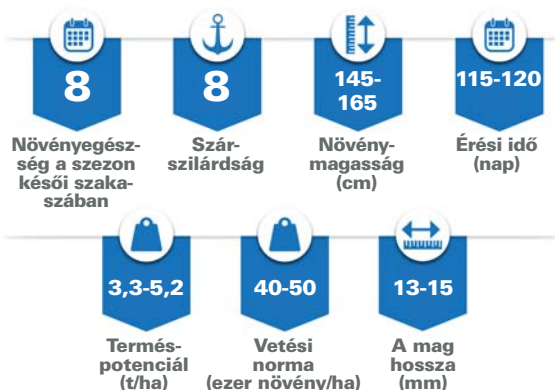 8
Növényegész-
ség a szezon
késői szaka-
szában
8
Szár-
szilárdság
145-
165
Növény-
magasság
(cm)
115-120
Érési idő
(nap)
3,3-5,2
Termés-
potenciál
(t/ha)
40-50
Vetési
norma
(ezer növény/ha)
13-15
A mag
hossza
(mm)